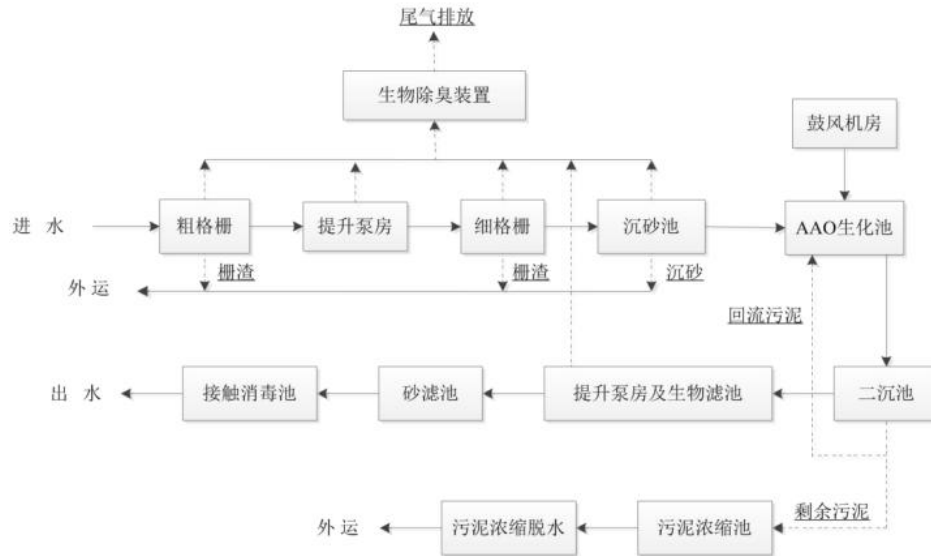 尾气排放
生物除臭装置
鼓风机房
进 水
粗格栅
提升泵房
细格栅
沉砂池
AAO生化池
栅渣
栅渣
沉砂
外运
回流污泥
出 水
接触消毒池
砂滤池
提升泵房及生物滤池
二沉池
剩余污泥
外运
污泥浓缩脱水
污泥浓缩池